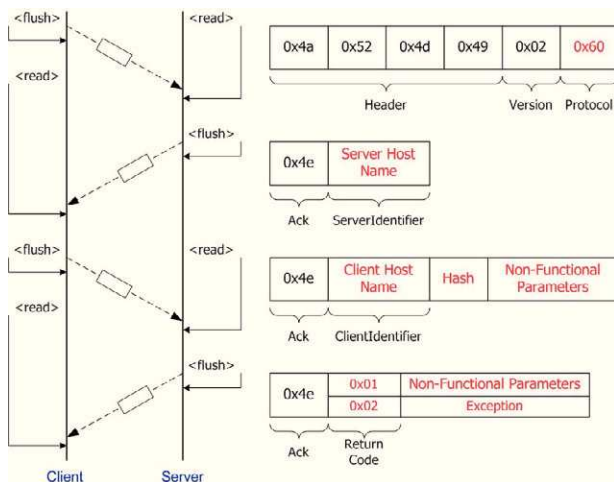 <flush>
<read>
0x4a 0x52 0x4d 0x49 0x02 0x60
Header Version Protocol
<read>
<flush>
0x4e Server Host Name
Ack ServerIdentifier
<flush>
<read>
0x4e Client Host Name Hash Non-Functional Parameters
Ack ClientIdentifier
<read>
<flush>
0x4e 0x01 Non-Functional Parameters
0x02 Exception
Ack Return Code
Client Server